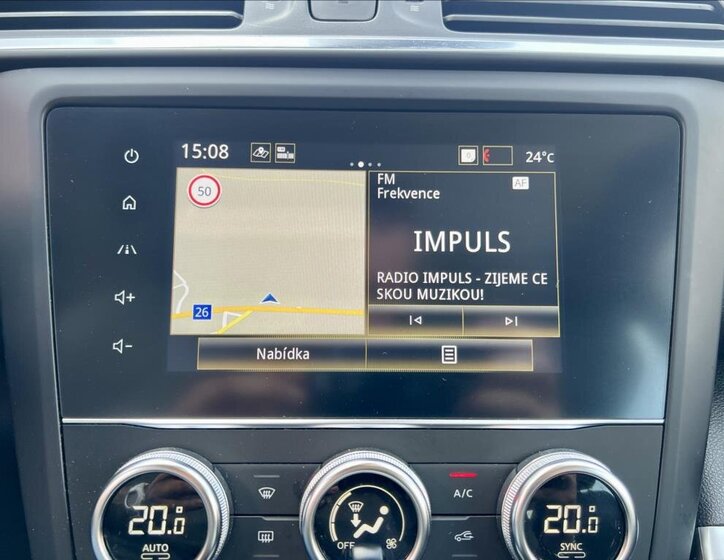 15:08
0
24°c
50
26
FM
AF
Frekvence
IMPULS
RADIO IMPULS - ZIJEME CE
SKOU MUZIKOU!
Nabídka
A/C
20.0
AUTO
OFF
20.0
SYNC